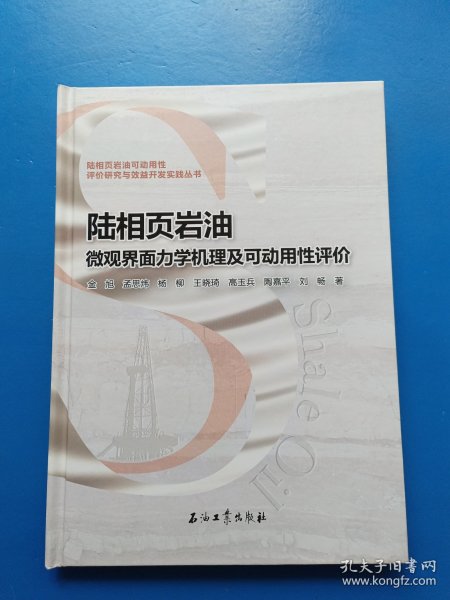 陆相页岩油可动用性
评价研究与效益开发实践丛书
陆相页岩油
微观界面力学机理及可动用性评价
金 旭 孟思炜 杨 柳 王晓琦 高玉兵 陶嘉平 刘 畅 著
Shale Oil
石油工业出版社
孔夫子旧书网
www.kongfz.com